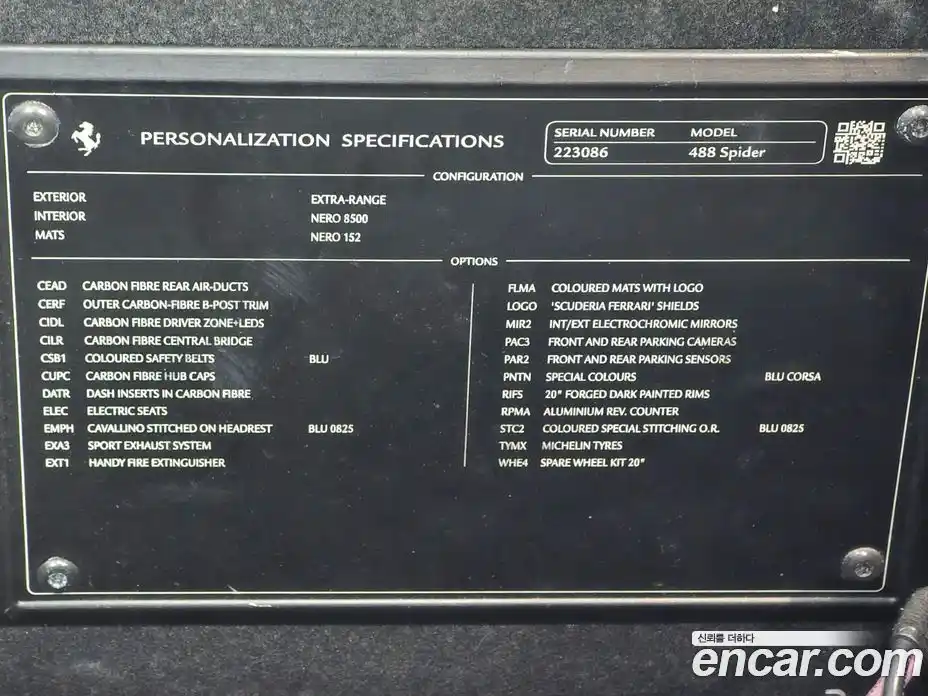 PERSONALIZATION SPECIFICATIONS
SERIAL NUMBER MODEL
223086 488 Spider
CONFIGURATION
EXTERIOR EXTRA-RANGE
INTERIOR NERO 8500
MATS NERO 152
OPTIONS
CEAD CARBON FIBRE REAR AIR-DUCTS
CERF OUTER CARBON-FIBRE B-POST TRIM
CIDL CARBON FIBRE DRIVER ZONE+LEDS
CILR CARBON FIBRE CENTRAL BRIDGE
CSB1 COLOURED SAFETY BELTS BLU
CUPC CARBON FIBRE HUB CAPS
DATR DASH INSERTS IN CARBON FIBRE
ELEC ELECTRIC SEATS
EMPH CAVALLINO STITCHED ON HEADREST BLU 0825
EXA3 SPORT EXHAUST SYSTEM
EXT1 HANDY FIRE EXTINGUISHER
FLMA COLOURED MATS WITH LOGO
LOGO 'SCUDERIA FERRARI' SHIELDS
MIR2 INT/EXT ELECTROCHROMIC MIRRORS
PAC3 FRONT AND REAR PARKING CAMERAS
PAR2 FRONT AND REAR PARKING SENSORS
PNTN SPECIAL COLOURS BLU CORSA
RIF5 20" FORGED DARK PAINTED RIMS
RPMA ALUMINIUM REV. COUNTER
STC2 COLOURED SPECIAL STITCHING O.R. BLU 0825
TYMX MICHELIN TYRES
WHE4 SPARE WHEEL KIT 20"
신뢰를 더하다
encar.com